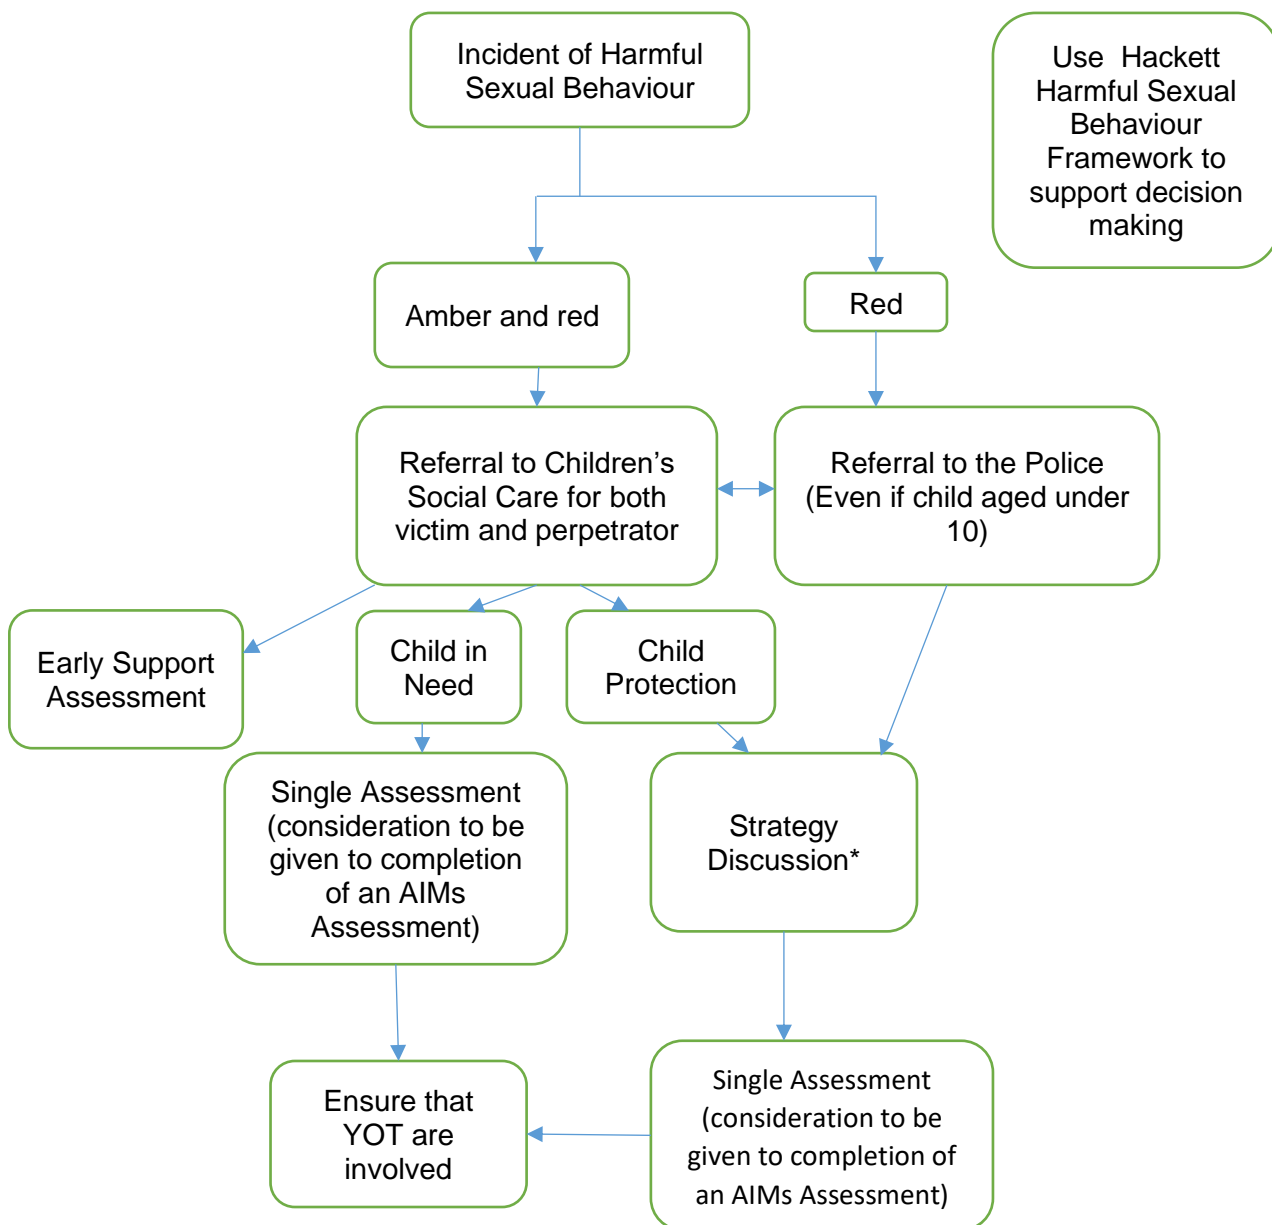 Incident of Harmful
Sexual Behaviour
Use Hackett
Harmful Sexual
Behaviour
Framework to
support decision
making
Amber and red
Red
Referral to Children’s
Social Care for both
victim and perpetrator
Referral to the Police
(Even if child aged under
10)
Early Support
Assessment
Child in
Need
Child
Protection
Single Assessment
(consideration to be
given to completion
of an AIMs
Assessment)
Strategy
Discussion*
Ensure that
YOT are
involved
Single Assessment
(consideration to be
given to completion of
an AIMs Assessment)